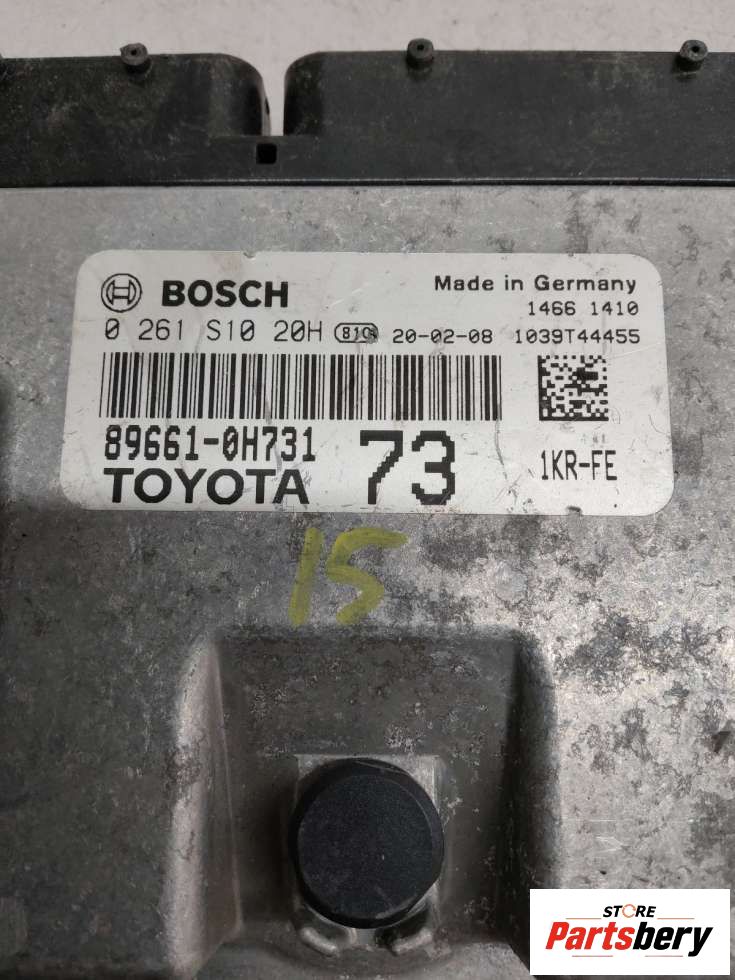 BOSCH
Made in Germany
1466 1410
0 261 S10 20H 810 20-02-08 1039T44455
89661-0H731
73
1KR-FE
TOYOTA
15
STORE
Partsbery